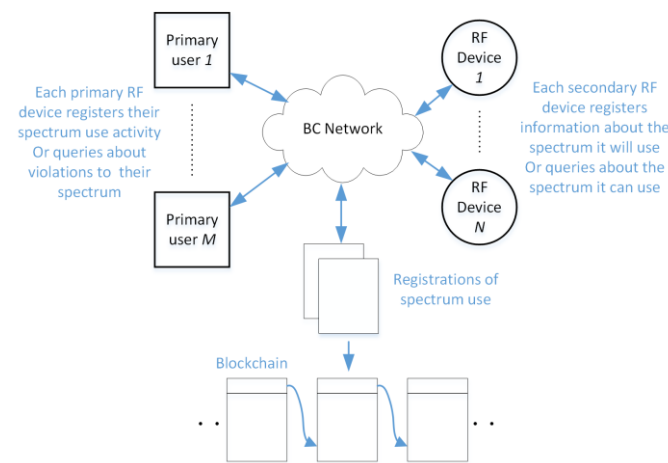 Primary
user 1
Each primary RF
device registers their
spectrum use activity
Or queries about
violations to their
spectrum
Primary
user M
BC Network
RF
Device
1
Each secondary RF
device registers
information about the
spectrum it will use
Or queries about the
spectrum it can use
RF
Device
N
Registrations of
spectrum use
Blockchain